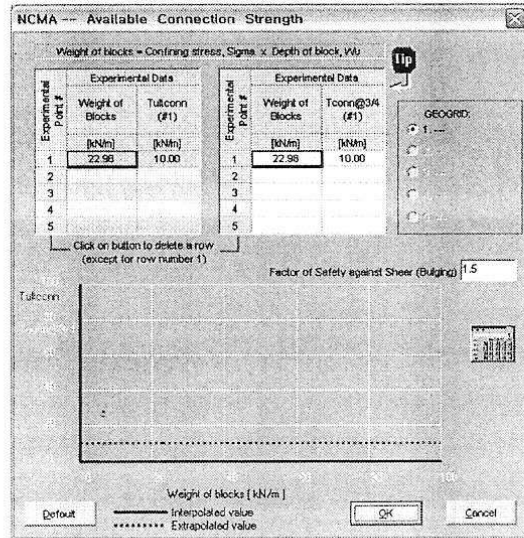 NCMA -- Available Connection Strength
Weight of blocks = Confining stress, Sigma x Depth of block, Wu
Tip
Experimental Point #
Experimental Data
Weight of Blocks
Tultconn (#1)
[kN/m]
[kN/m]
1 22.98 10.00
2
3
4
5
Experimental Point #
Experimental Data
Weight of Blocks
Tconn@3/4 (#1)
[kN/m]
[kN/m]
1 22.98 10.00
2
3
4
5
GEOGRID:
1. ---
Click on button to delete a row
(except for row number 1)
Factor of Safety against Shear (Bulging) 1.5
Tultconn
Weight of blocks [ kN/m ]
Interpolated value
Extrapolated value
Default
OK
Cancel